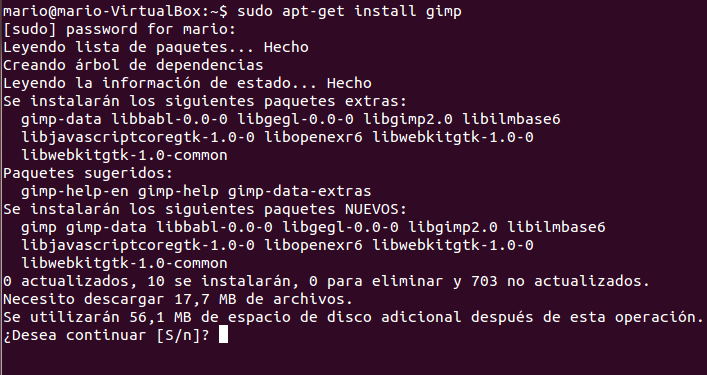 mario@mario-VirtualBox:~$ sudo apt-get install gimp
[sudo] password for mario:
Leyendo lista de paquetes... Hecho
Creando árbol de dependencias
Leyendo la información de estado... Hecho
Se instalarán los siguientes paquetes extras:
  gimp-data libbabl-0.0-0 libgegl-0.0-0 libgimp2.0 libilmbase6
  libjavascriptcoregtk-1.0-0 libopenexr6 libwebkitgtk-1.0-0
  libwebkitgtk-1.0-common
Paquetes sugeridos:
  gimp-help-en gimp-help gimp-data-extras
Se instalarán los siguientes paquetes NUEVOS:
  gimp gimp-data libbabl-0.0-0 libgegl-0.0-0 libgimp2.0 libilmbase6
  libjavascriptcoregtk-1.0-0 libopenexr6 libwebkitgtk-1.0-0
  libwebkitgtk-1.0-common
0 actualizados, 10 se instalarán, 0 para eliminar y 703 no actualizados.
Necesito descargar 17,7 MB de archivos.
Se utilizarán 56,1 MB de espacio de disco adicional después de esta operación.
¿Desea continuar [S/n]?